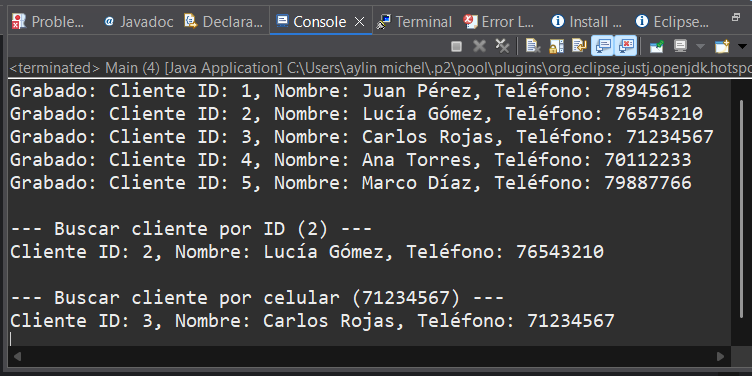 Proble... Javadoc Declara... Console Terminal Error L... Install ... Eclipse...
<terminated> Main (4) [Java Application] C:\Users\aylin michel\.p2\pool\plugins\org.eclipse.justj.openjdk.hotspo
Grabado: Cliente ID: 1, Nombre: Juan Pérez, Teléfono: 78945612
Grabado: Cliente ID: 2, Nombre: Lucía Gómez, Teléfono: 76543210
Grabado: Cliente ID: 3, Nombre: Carlos Rojas, Teléfono: 71234567
Grabado: Cliente ID: 4, Nombre: Ana Torres, Teléfono: 70112233
Grabado: Cliente ID: 5, Nombre: Marco Díaz, Teléfono: 79887766
--- Buscar cliente por ID (2) ---
Cliente ID: 2, Nombre: Lucía Gómez, Teléfono: 76543210
--- Buscar cliente por celular (71234567) ---
Cliente ID: 3, Nombre: Carlos Rojas, Teléfono: 71234567